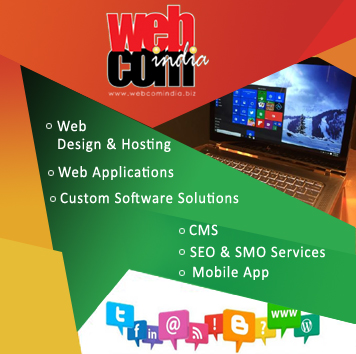 web
com india
www.webcomindia.biz
Web
Design & Hosting
Web Applications
Custom Software Solutions
CMS
SEO & SMO Services
Mobile App
t f in @ ! B ? www W